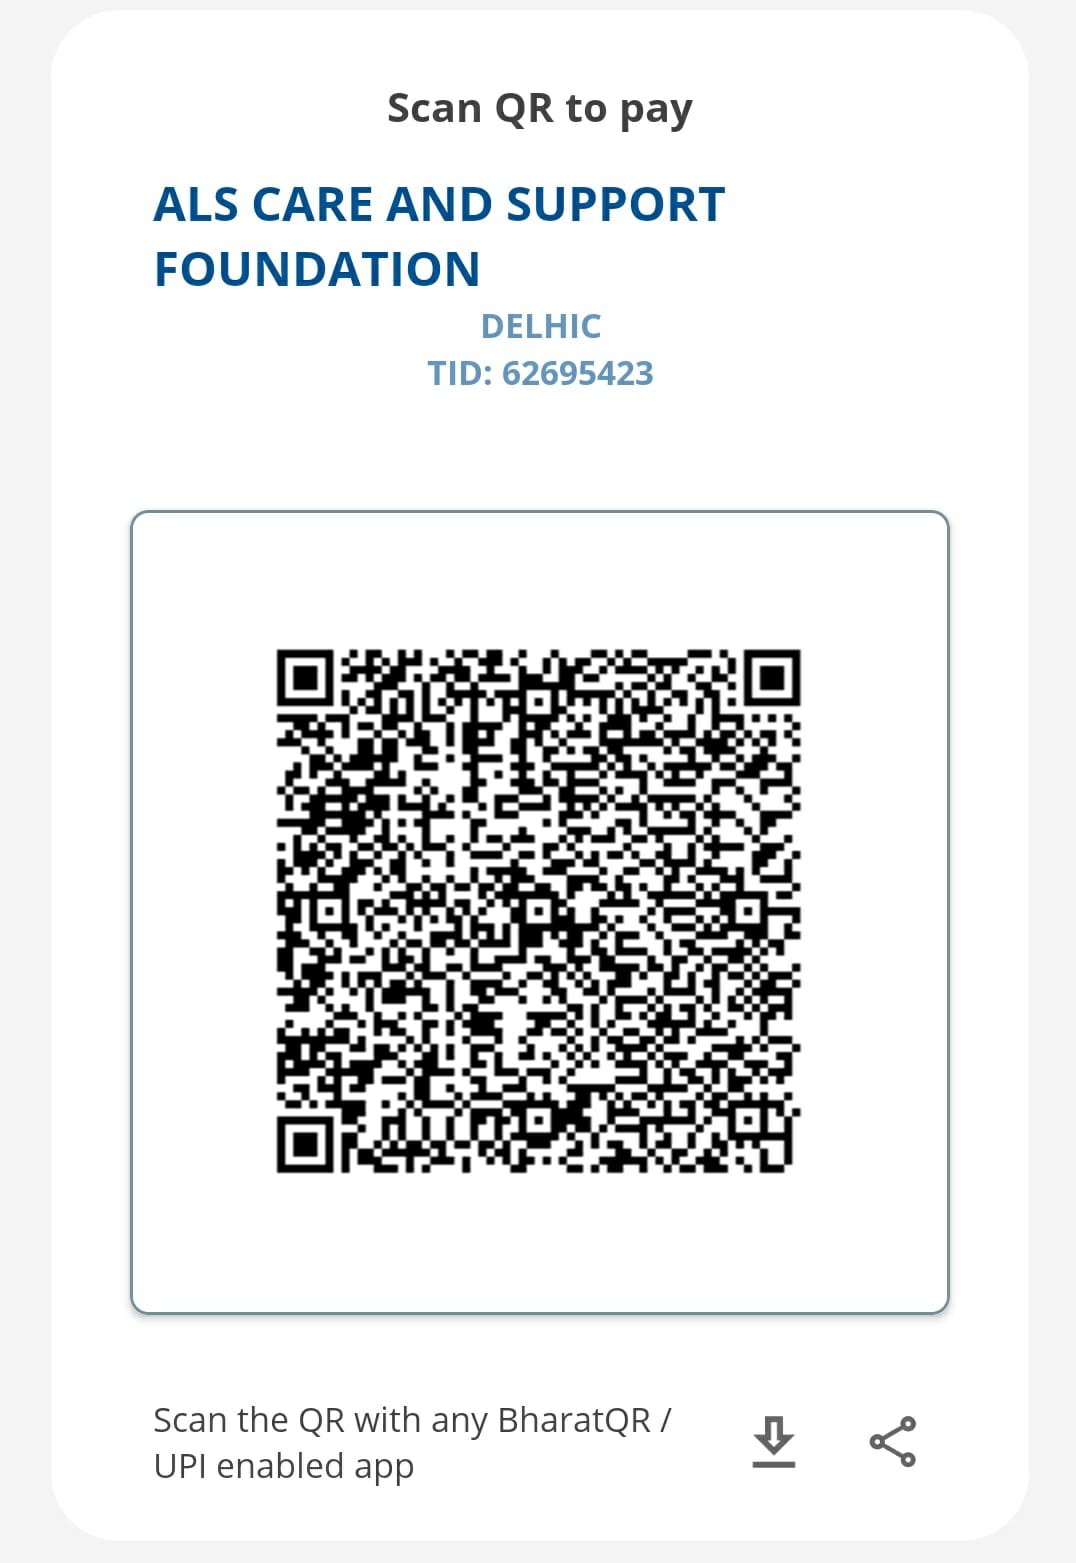 Scan QR to pay
ALS CARE AND SUPPORT
FOUNDATION
DELHIC
TID: 62695423
Scan the QR with any BharatQR /
UPI enabled app